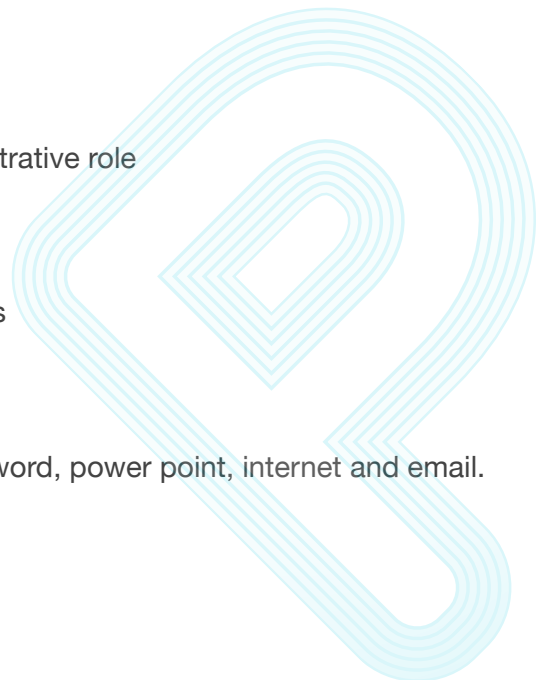 trative role
s
word, power point, internet and email.